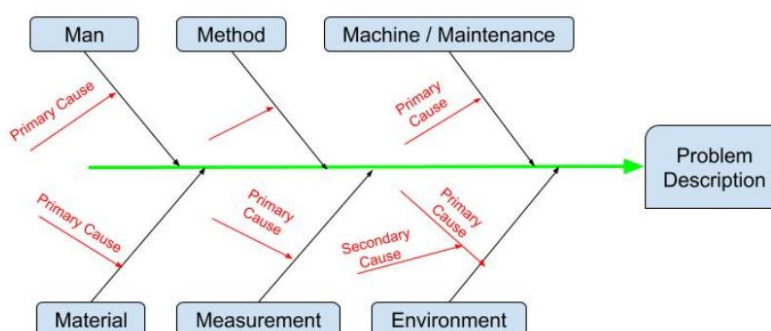 Man
Method
Machine / Maintenance
Primary Cause
Primary
Cause
Problem
Description
Primary Cause
Primary
Cause
Primary
Cause
Secondary
Cause
Material
Measurement
Environment